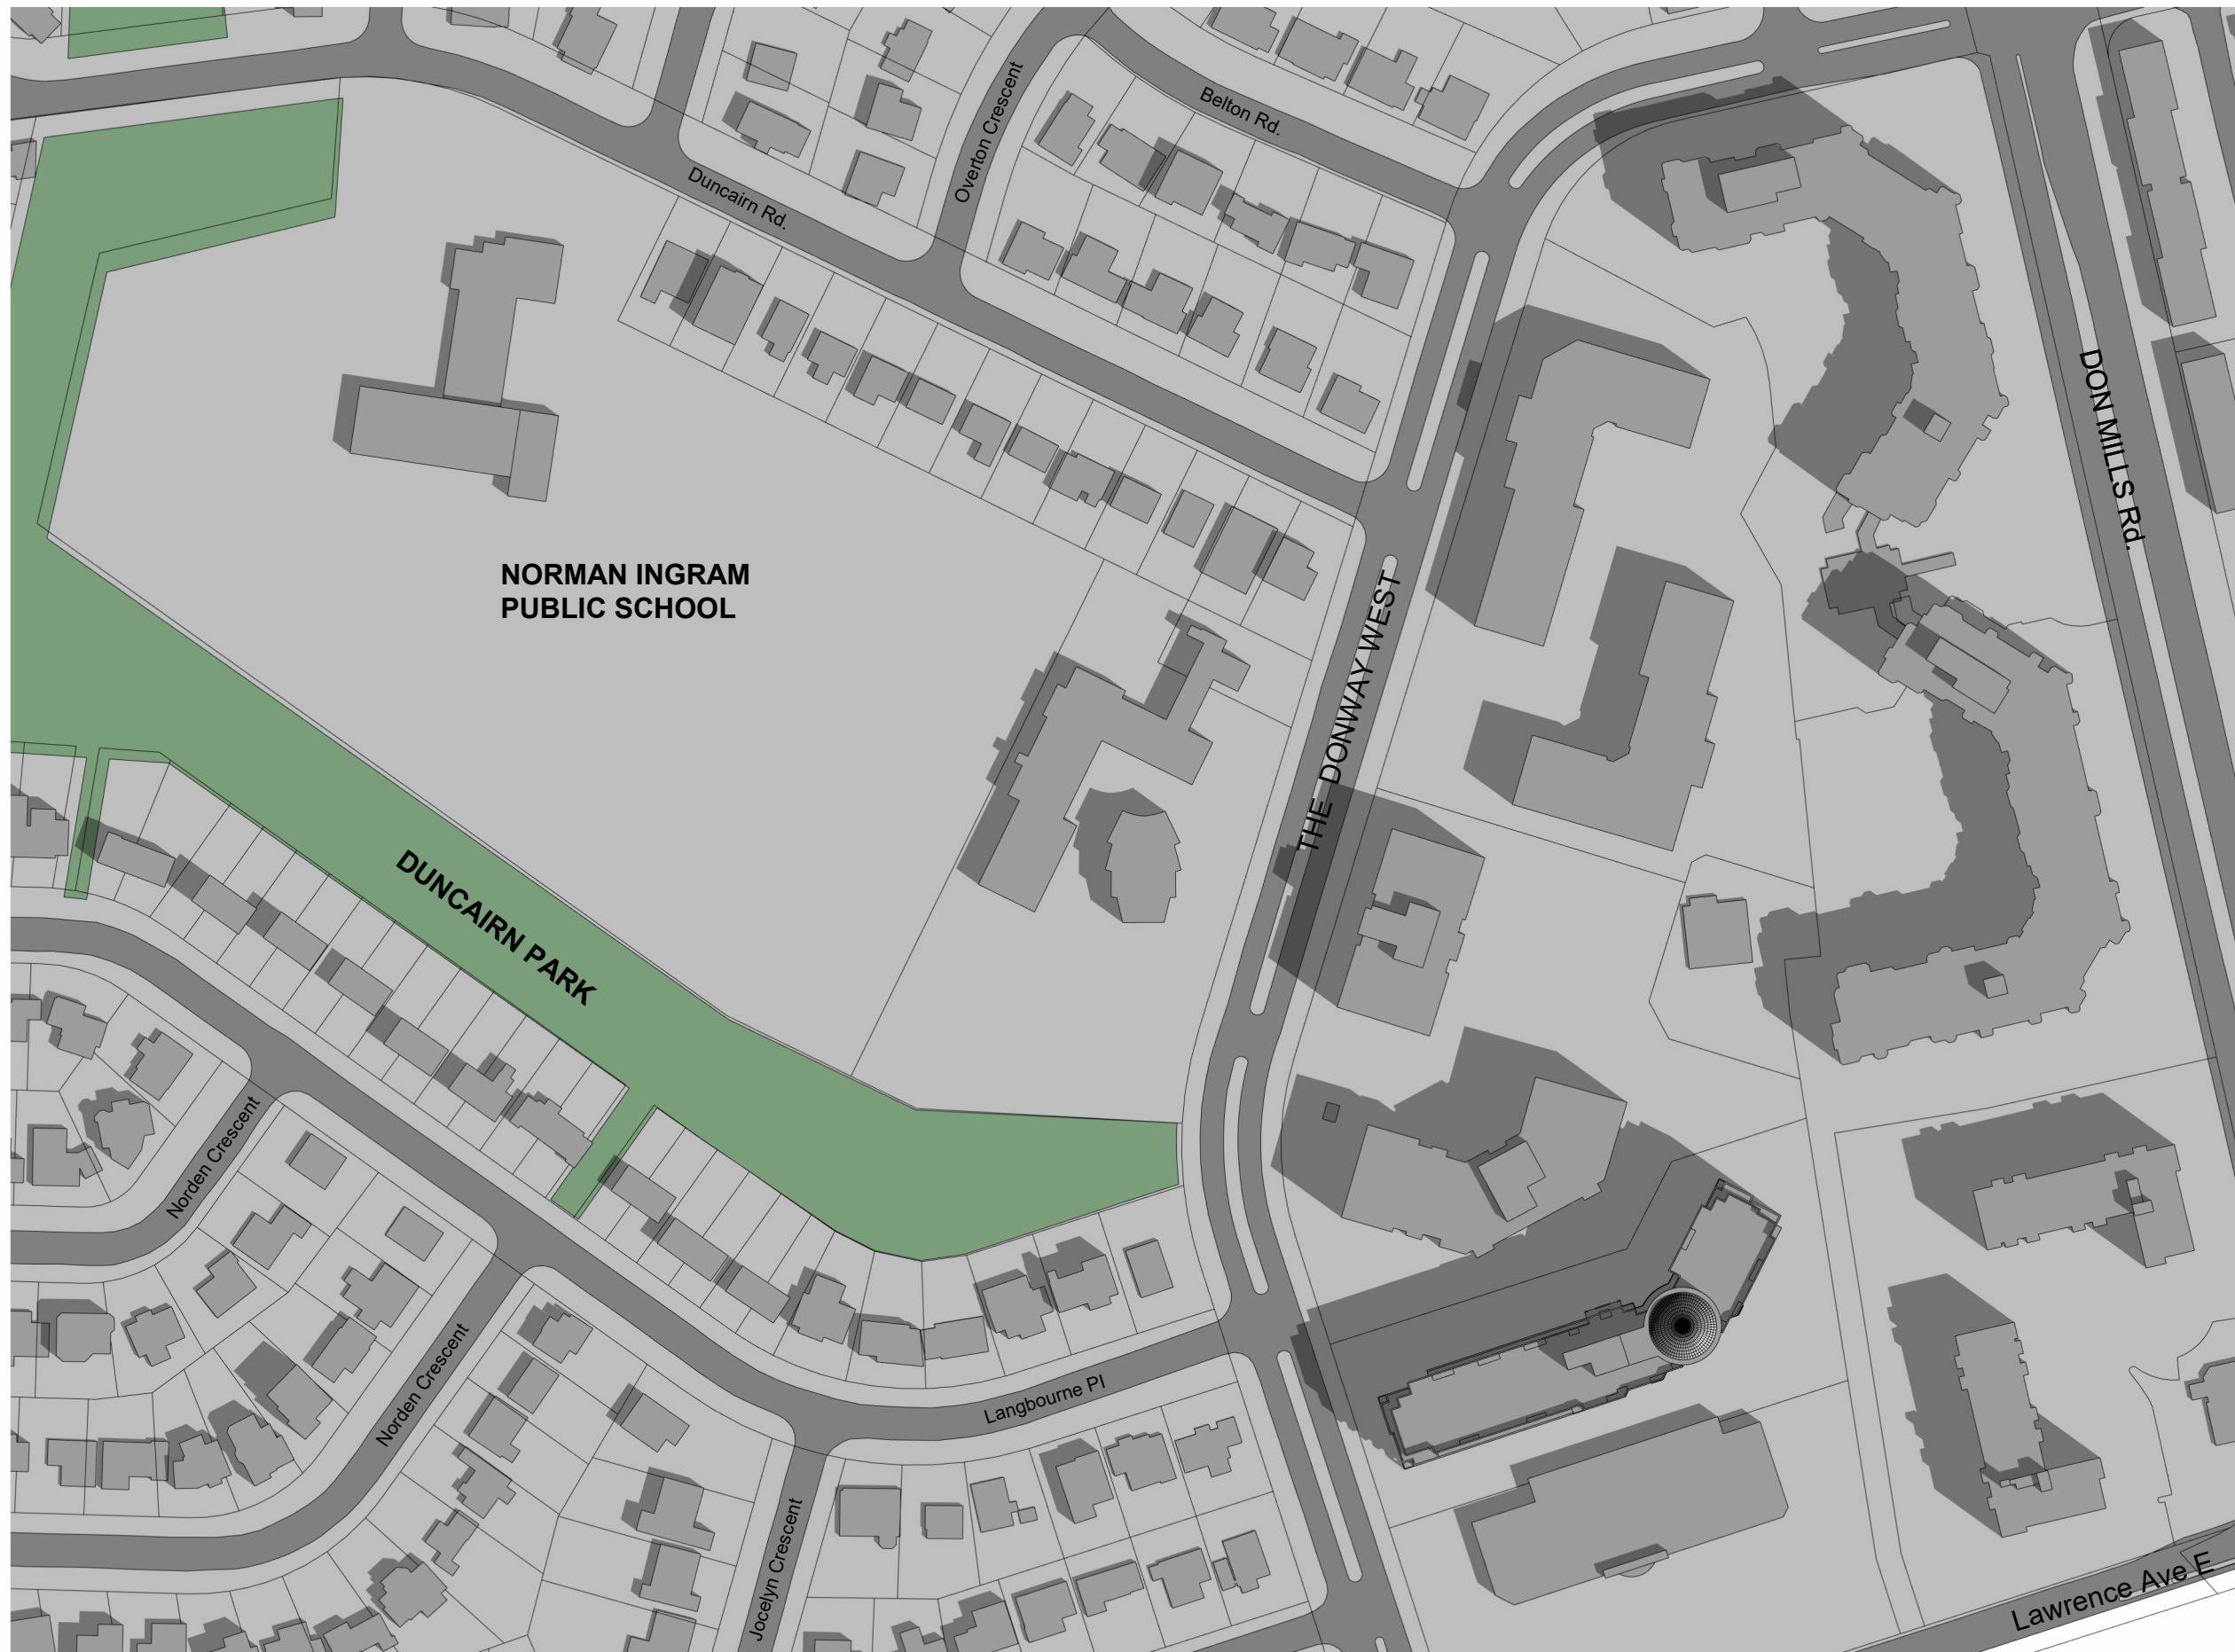 Belton Rd.
Overton Crescent
Duncairn Rd.
DON MILLS Rd.
NORMAN INGRAM
PUBLIC SCHOOL
THE DONWAY WEST
DUNCAIRN PARK
Norden Crescent
Norden Crescent
Langbourne Pl
Jocelyn Crescent
Lawrence Ave E